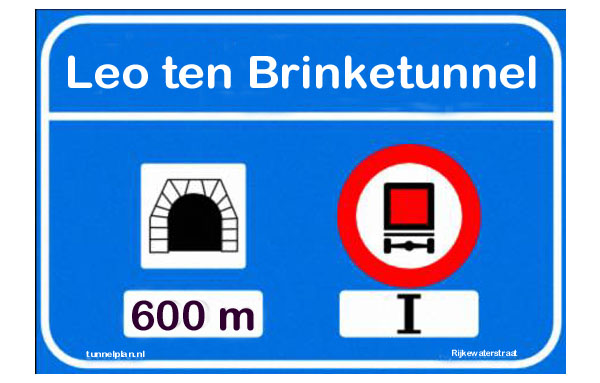 Leo ten Brinketunnel
600 m
I
tunnelplan.nl
Rijkewaterstraat